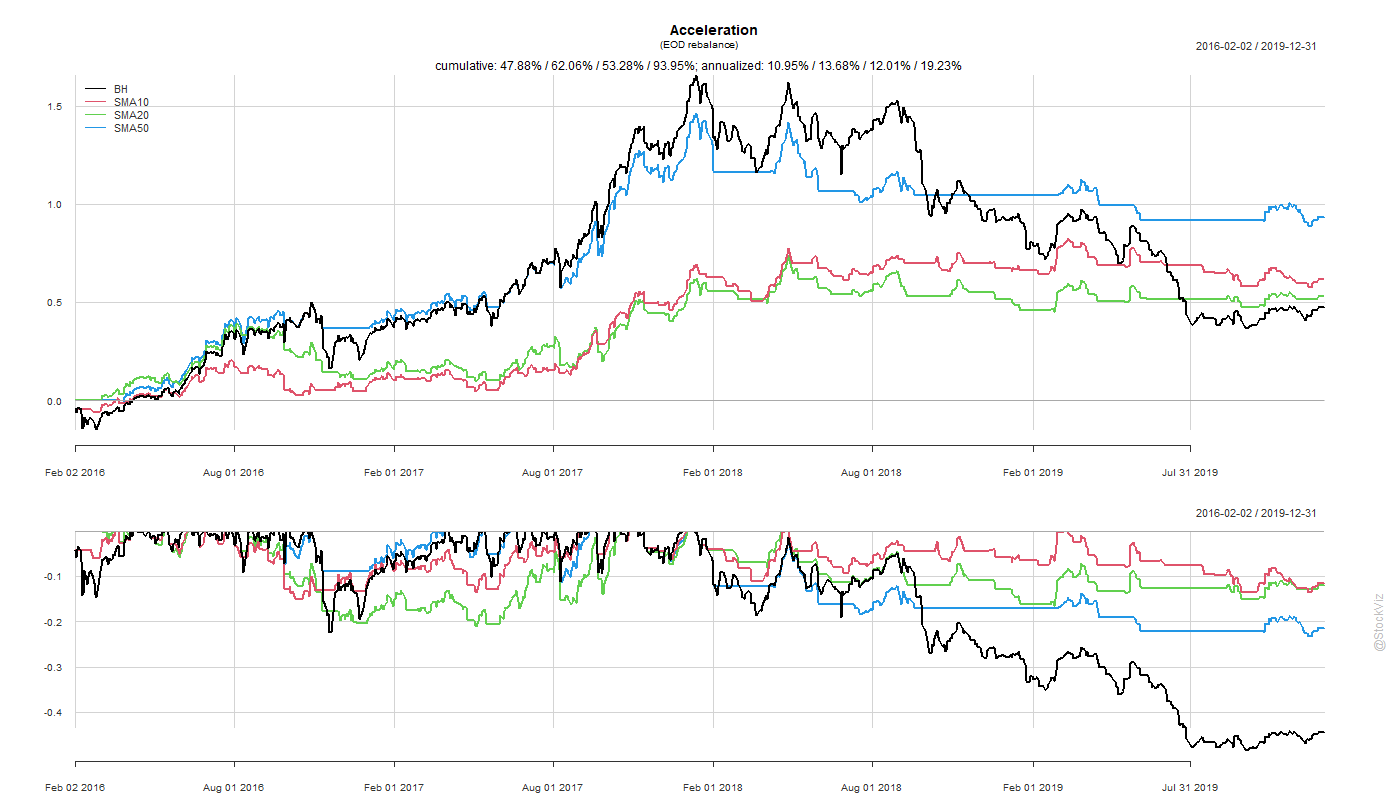 Acceleration
(EOD rebalance)
2016-02-02 / 2019-12-31
cumulative: 47.88% / 62.06% / 53.28% / 93.95%; annualized: 10.95% / 13.68% / 12.01% / 19.23%
BH
SMA10
SMA20
SMA50
1.5
1.0
0.5
0.0
Feb 02 2016 Aug 01 2016 Feb 01 2017 Aug 01 2017 Feb 01 2018 Aug 01 2018 Feb 01 2019 Jul 31 2019
2016-02-02 / 2019-12-31
-0.1
-0.2
-0.3
-0.4
Feb 02 2016 Aug 01 2016 Feb 01 2017 Aug 01 2017 Feb 01 2018 Aug 01 2018 Feb 01 2019 Jul 31 2019
@StockViz